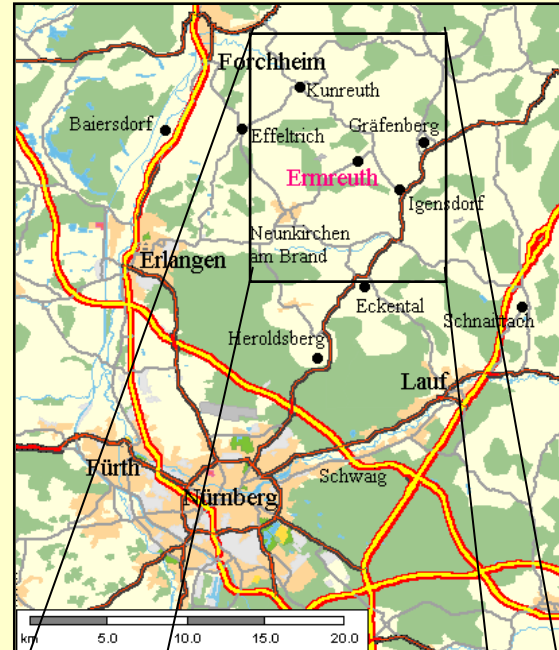 Forchheim
Kunreuth
Baiersdorf
Effeltrich
Gräfenberg
Ermreuth
Igensdorf
Neunkirchen
am Brand
Erlangen
Eckental
Schnaittach
Heroldsberg
Lauf
Fürth
Schwaig
Nürnberg
km 5.0 10.0 15.0 20.0